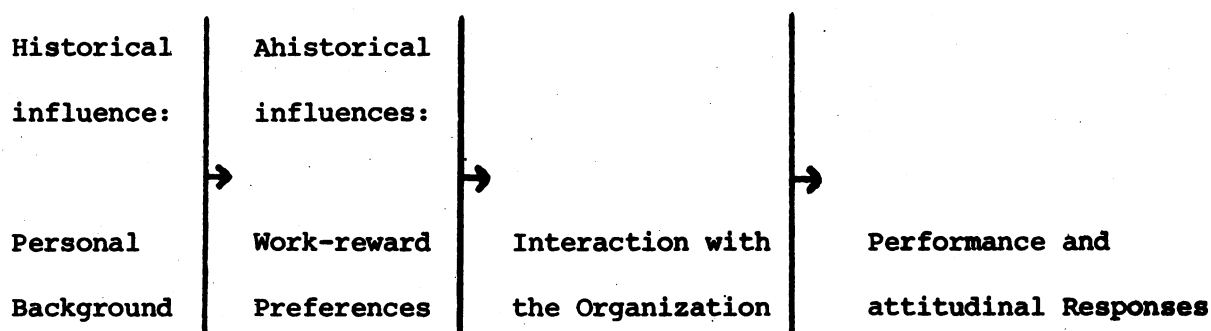 Historical
influence:
Personal
Background
Ahistorical
influences:
Work-reward
Preferences
Interaction with
the Organization
Performance and
attitudinal Responses